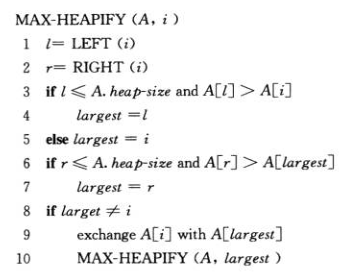 MAX-HEAPIFY (A, i)
1 l= LEFT (i)
2 r= RIGHT (i)
3 if l ⩽ A. heap-size and A[l] > A[i]
4 largest =l
5 else largest = i
6 if r ⩽ A. heap-size and A[r] > A[largest]
7 largest = r
8 if larget ≠ i
9 exchange A[i] with A[largest]
10 MAX-HEAPIFY (A, largest )